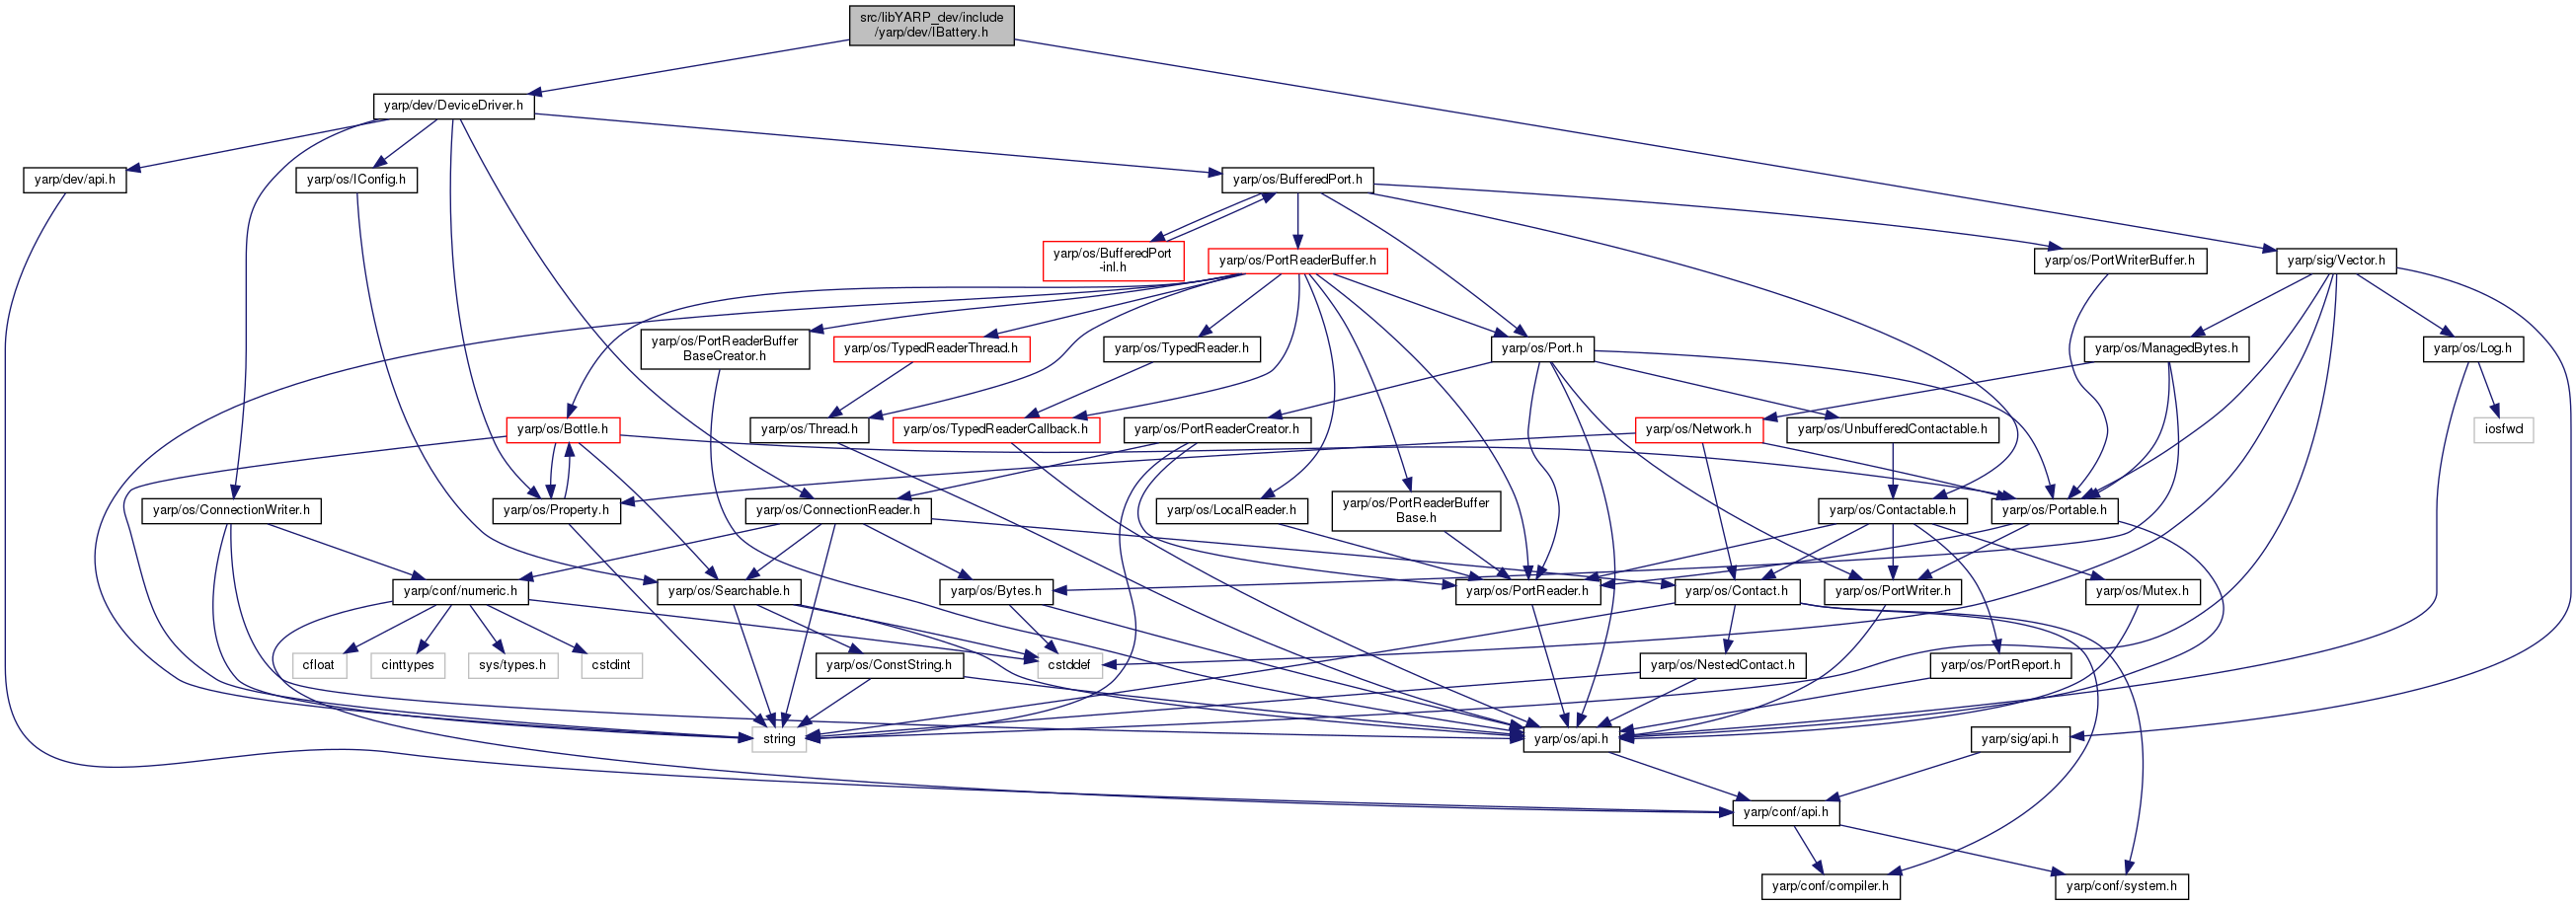 src/libYARP_dev/include
/yarp/dev/IBattery.h
yarp/dev/DeviceDriver.h
yarp/dev/api.h
yarp/os/IConfig.h
yarp/os/BufferedPort.h
yarp/os/BufferedPort
-inl.h
yarp/os/PortReaderBuffer.h
yarp/os/PortWriterBuffer.h
yarp/sig/Vector.h
yarp/os/PortReaderBuffer
BaseCreator.h
yarp/os/TypedReaderThread.h
yarp/os/TypedReader.h
yarp/os/Port.h
yarp/os/ManagedBytes.h
yarp/os/Log.h
yarp/os/Bottle.h
yarp/os/Thread.h
yarp/os/TypedReaderCallback.h
yarp/os/PortReaderCreator.h
yarp/os/Network.h
yarp/os/UnbufferedContactable.h
iosfwd
yarp/os/ConnectionWriter.h
yarp/os/Property.h
yarp/os/ConnectionReader.h
yarp/os/LocalReader.h
yarp/os/PortReaderBuffer
Base.h
yarp/os/Contactable.h
yarp/os/Portable.h
yarp/conf/numeric.h
yarp/os/Searchable.h
yarp/os/Bytes.h
yarp/os/PortReader.h
yarp/os/Contact.h
yarp/os/PortWriter.h
yarp/os/Mutex.h
cfloat
cinttypes
sys/types.h
cstdint
yarp/os/ConstString.h
cstddef
yarp/os/NestedContact.h
yarp/os/PortReport.h
string
yarp/os/api.h
yarp/sig/api.h
yarp/conf/api.h
yarp/conf/compiler.h
yarp/conf/system.h